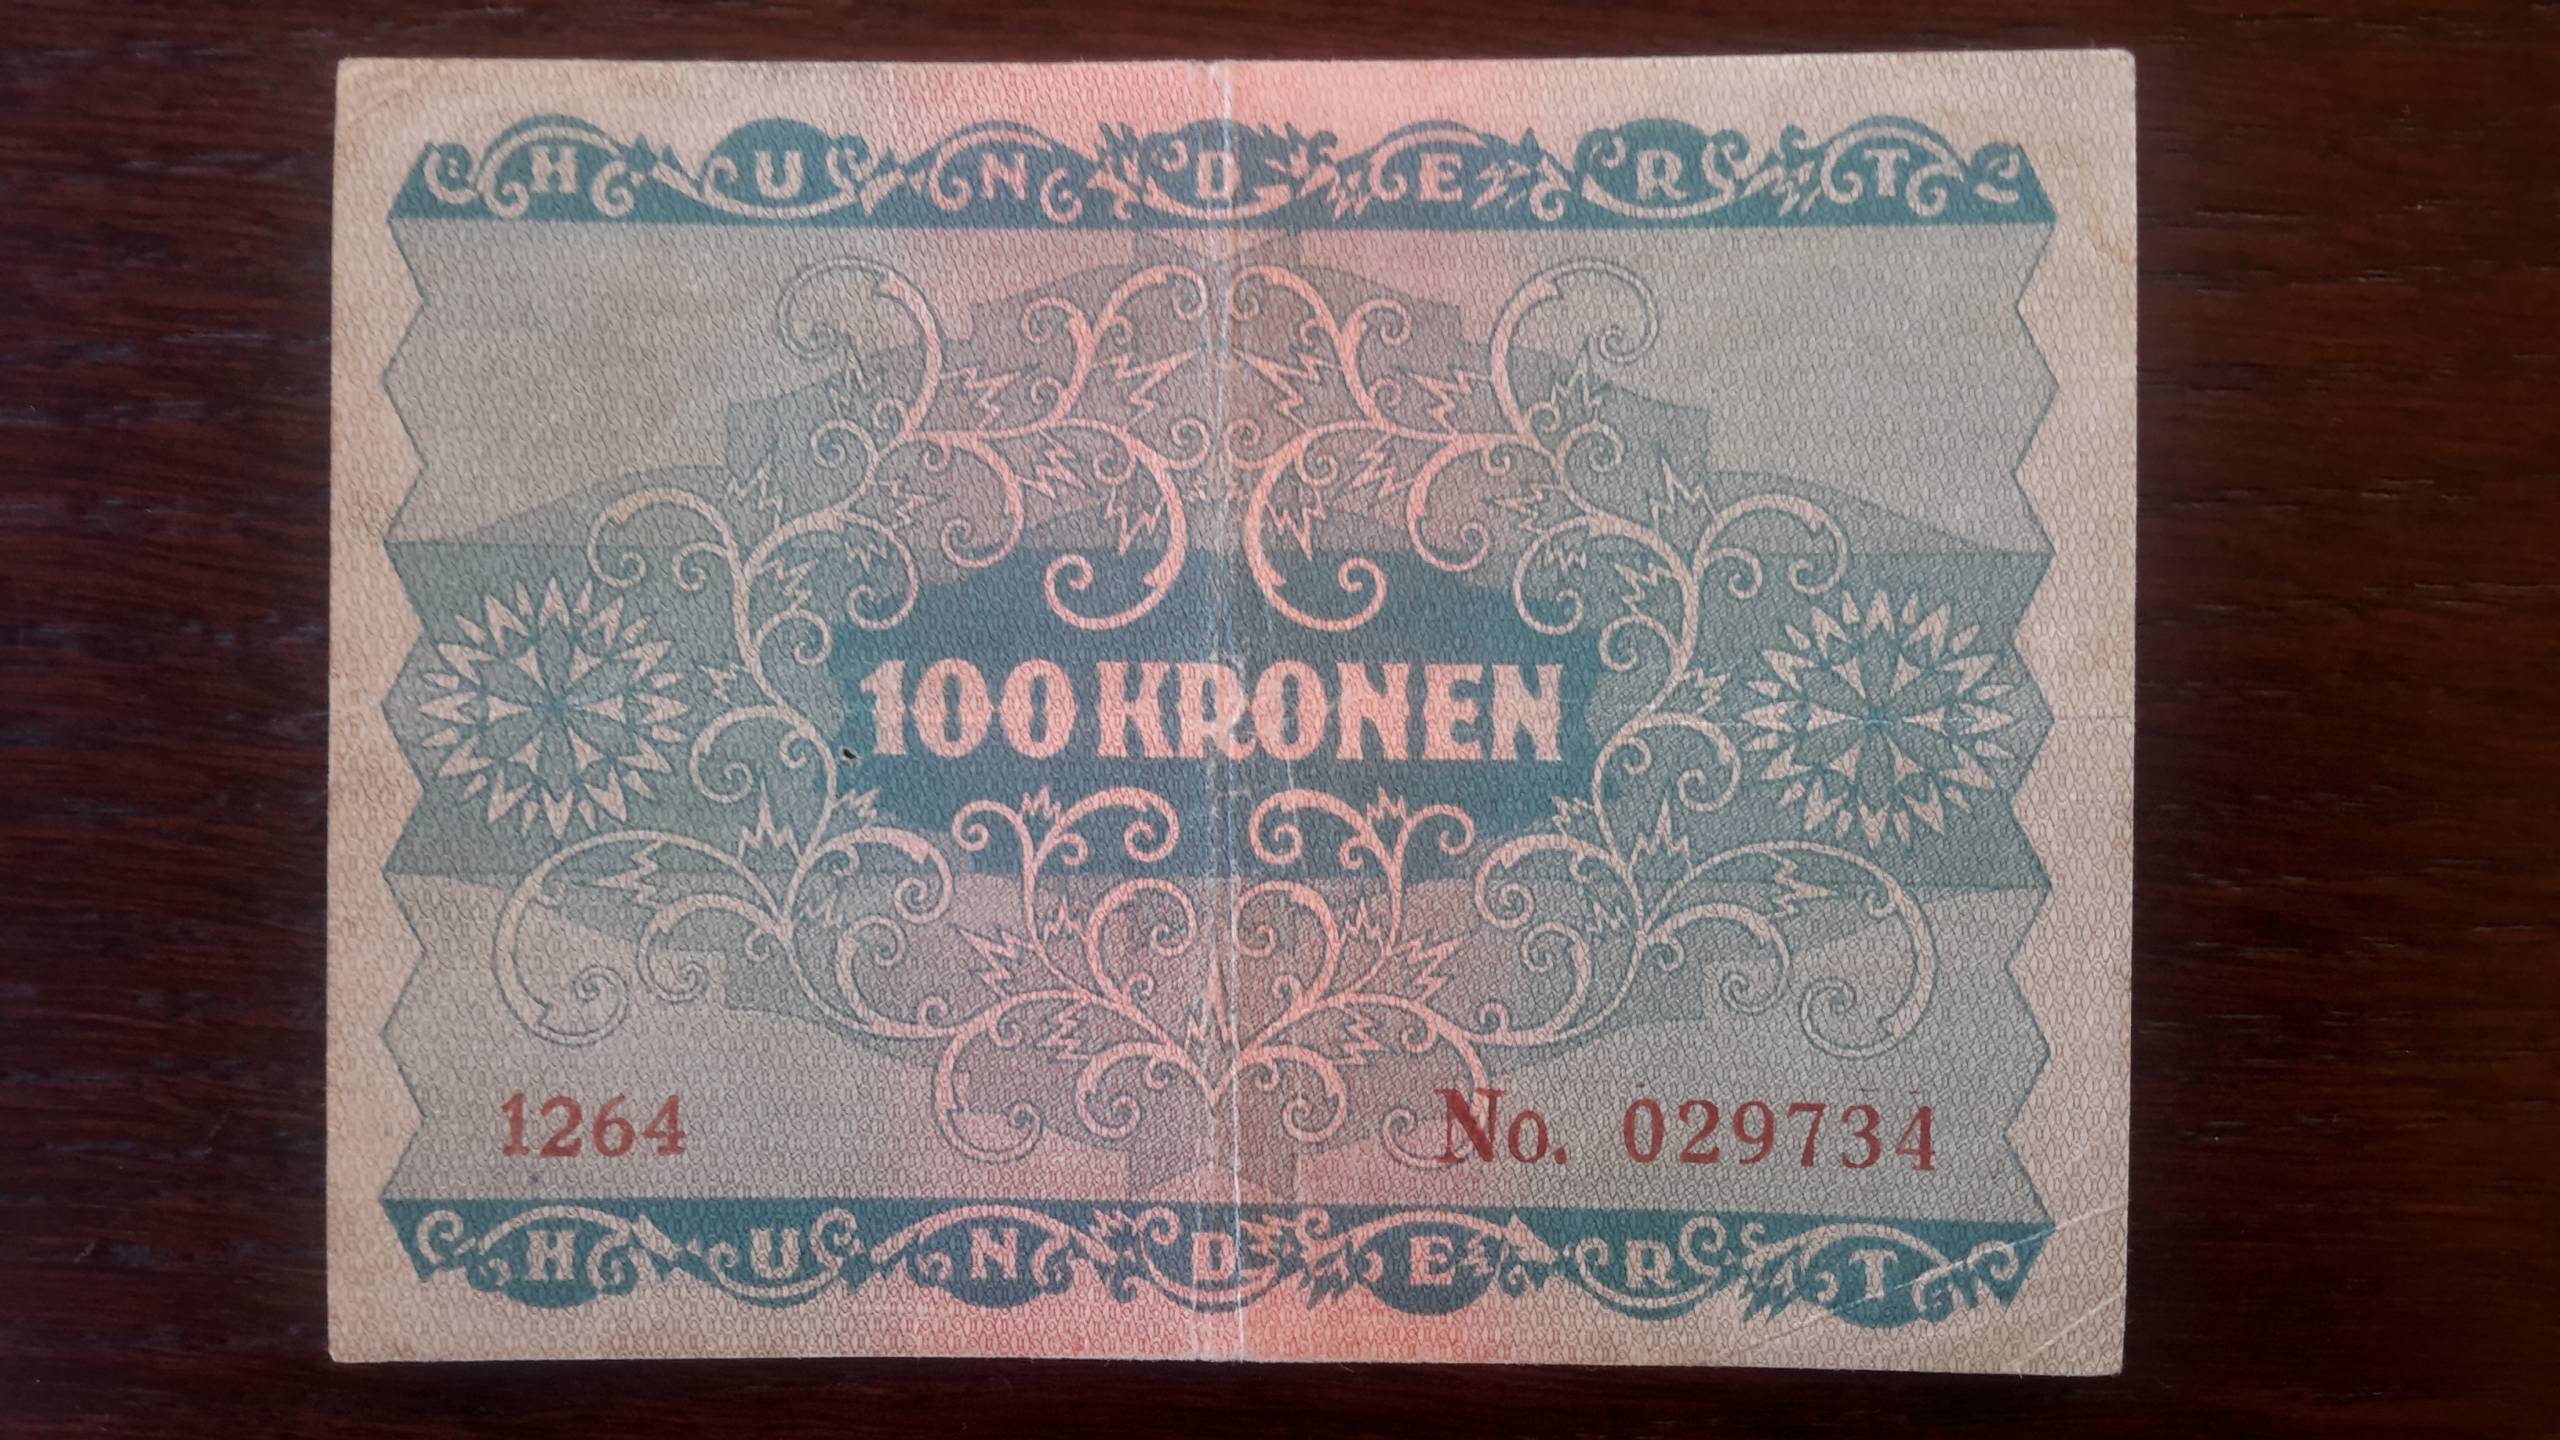 HUNDERT
100 KRONEN
1264 No. 029734
HUNDERT